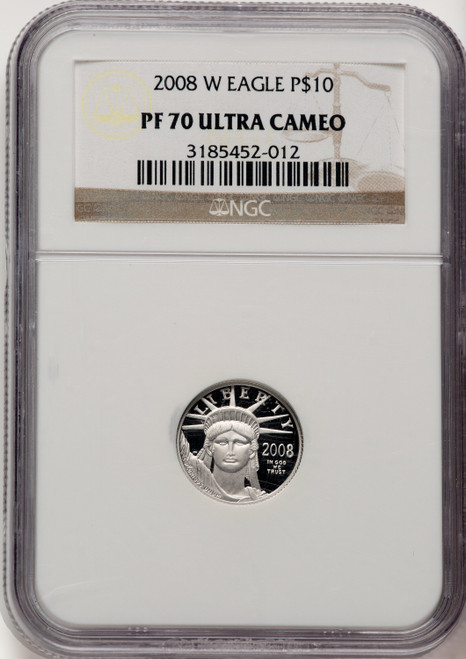 2008 W EAGLE P$10
PF 70 ULTRA CAMEO
3185452-012
NGC
LIBERTY
2008
IN GOD
WE
TRUST